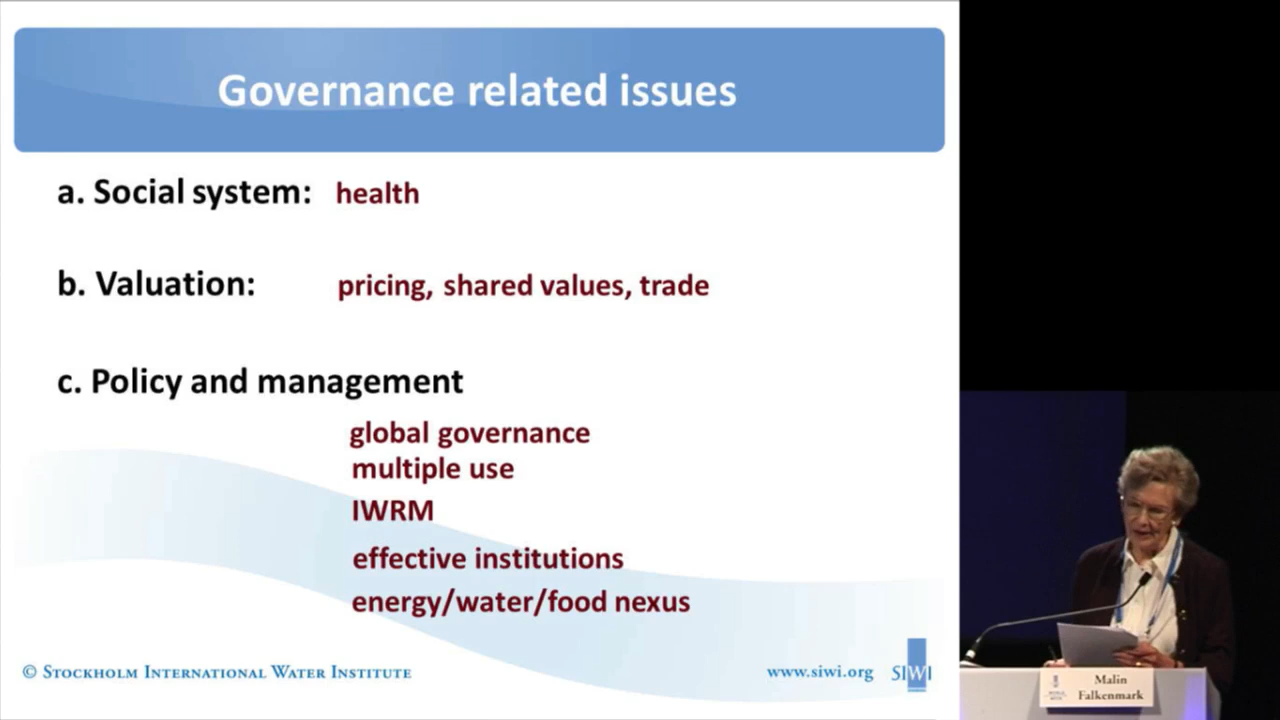 Governance related issues
a. Social system: health
b. Valuation: pricing, shared values, trade
c. Policy and management
global governance
multiple use
IWRM
effective institutions
energy/water/food nexus
© STOCKHOLM INTERNATIONAL WATER INSTITUTE
www.siwi.org SIWI
Malin
Falkenmark